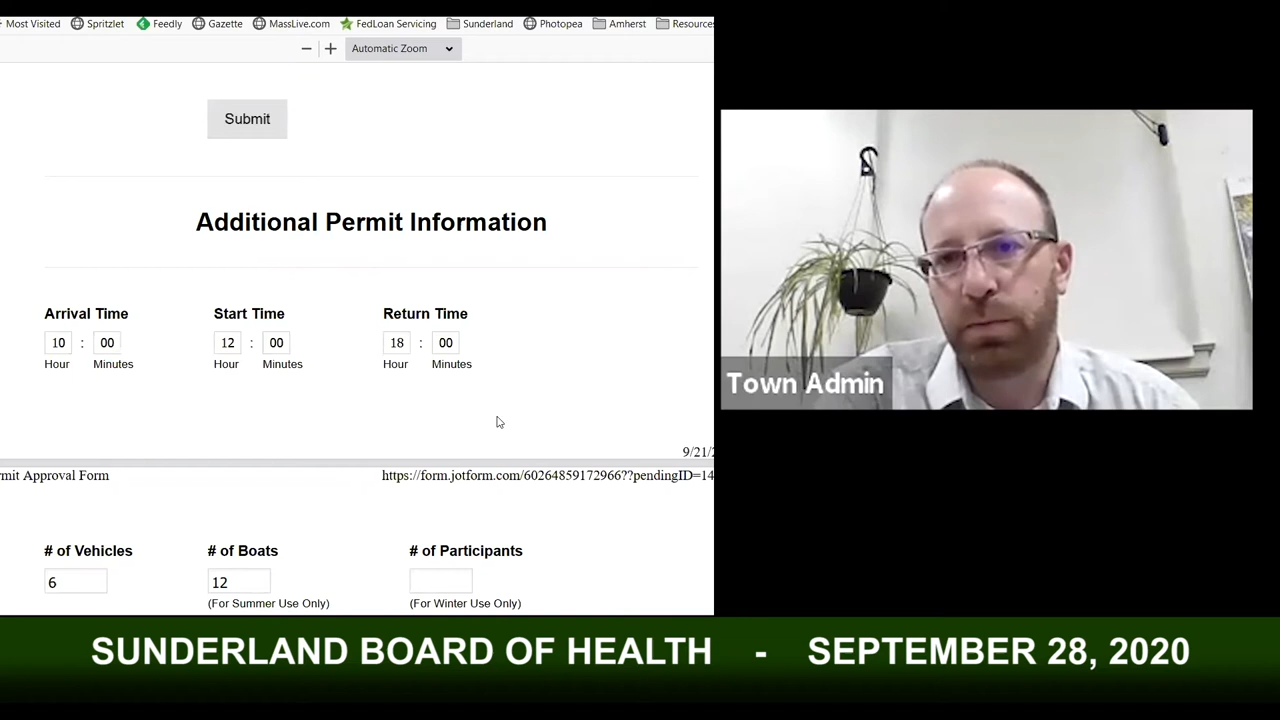 Most Visited Spritzlet Feedly Gazette MassLive.com FedLoan Servicing Sunderland Photopea Amherst Resources
− + Automatic Zoom
Submit
Additional Permit Information
Arrival Time Start Time Return Time
10 : 00 12 : 00 18 : 00
Hour Minutes Hour Minutes Hour Minutes
9/21/2
mit Approval Form https://form.jotform.com/60264859172966??pendingID=14
# of Vehicles # of Boats # of Participants
6 12
(For Summer Use Only) (For Winter Use Only)
Town Admin
SUNDERLAND BOARD OF HEALTH - SEPTEMBER 28, 2020